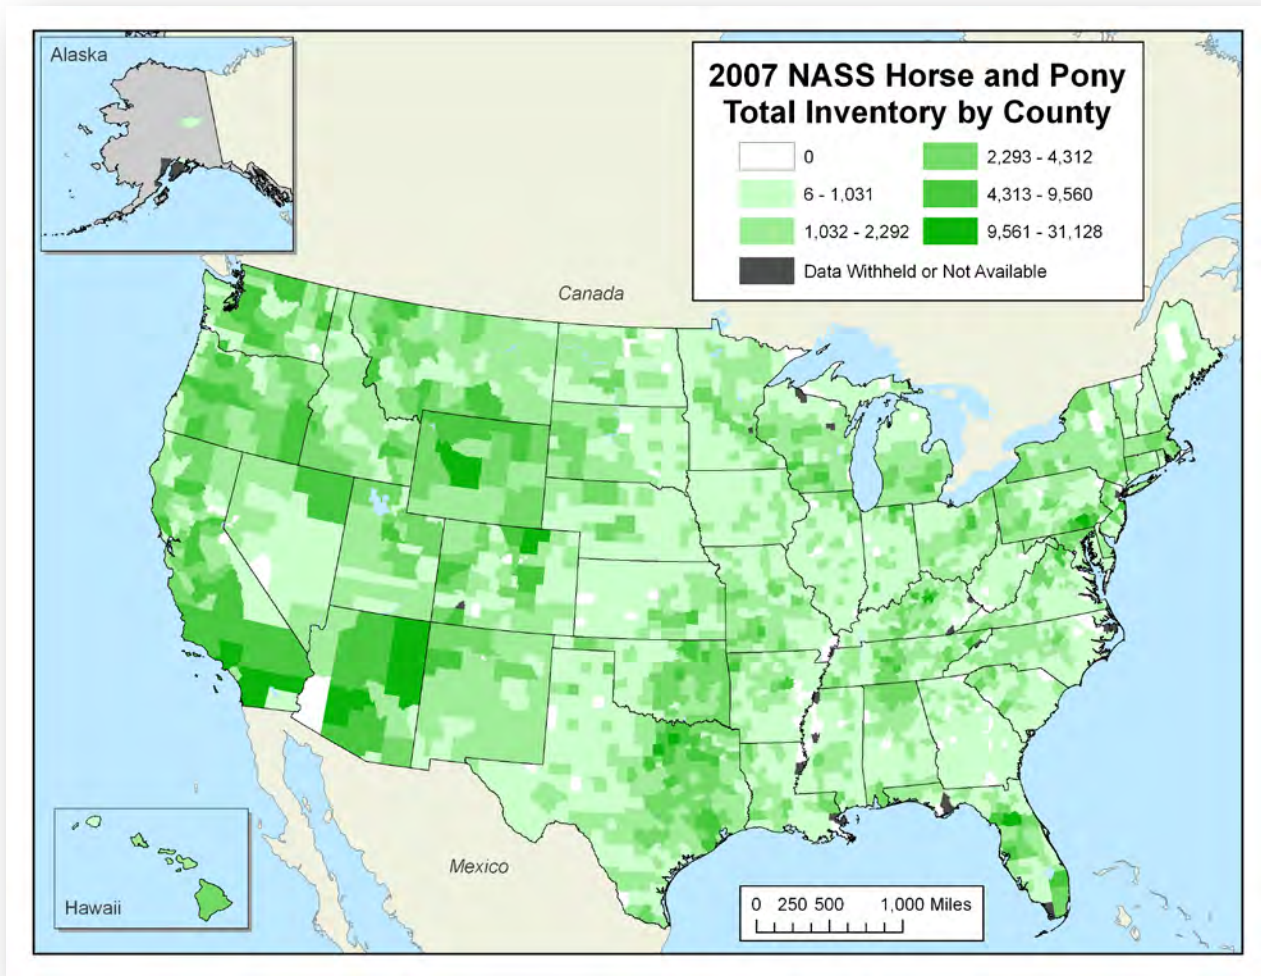 Alaska
2007 NASS Horse and Pony
Total Inventory by County
0
2,293 - 4,312
6 - 1,031
4,313 - 9,560
1,032 - 2,292
9,561 - 31,128
Data Withheld or Not Available
Canada
Mexico
Hawaii
0 250 500 1,000 Miles